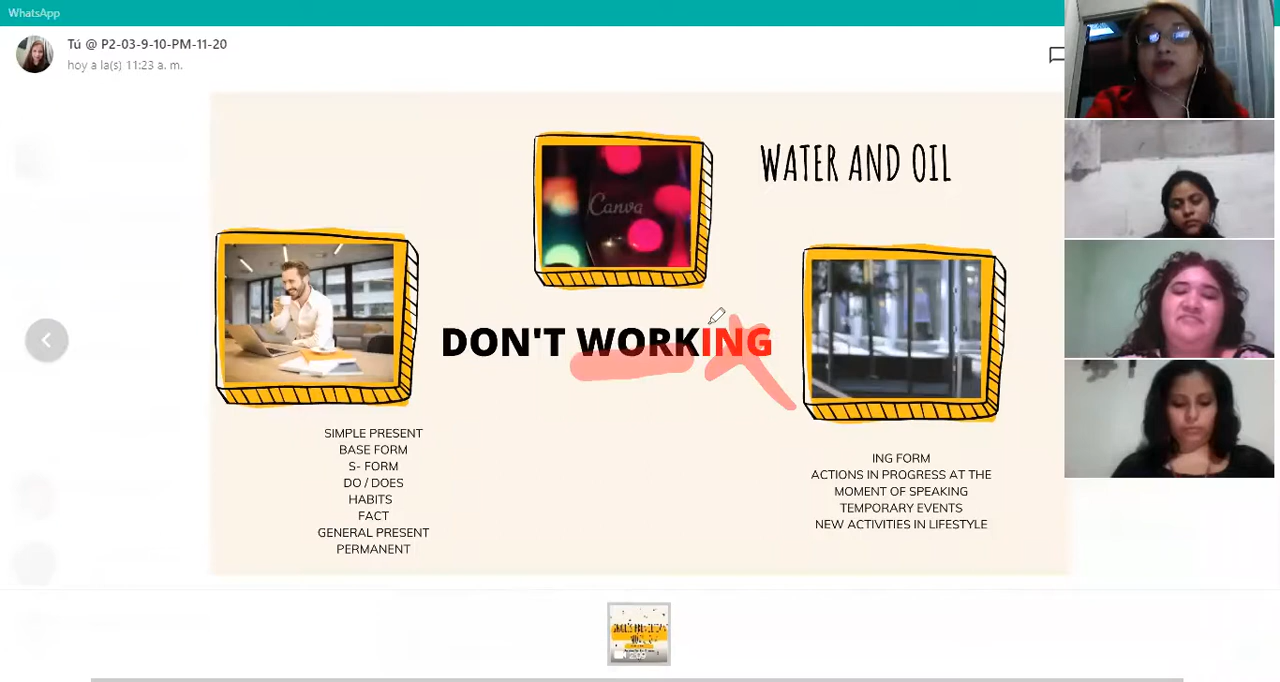 WhatsApp
Tú @ P2-03-9-10-PM-11-20
hoy a la(s) 11:23 a. m.
WATER AND OIL
Canva
DON'T WORKING
SIMPLE PRESENT
BASE FORM
S- FORM
DO / DOES
HABITS
FACT
GENERAL PRESENT
PERMANENT
ING FORM
ACTIONS IN PROGRESS AT THE
MOMENT OF SPEAKING
TEMPORARY EVENTS
NEW ACTIVITIES IN LIFESTYLE